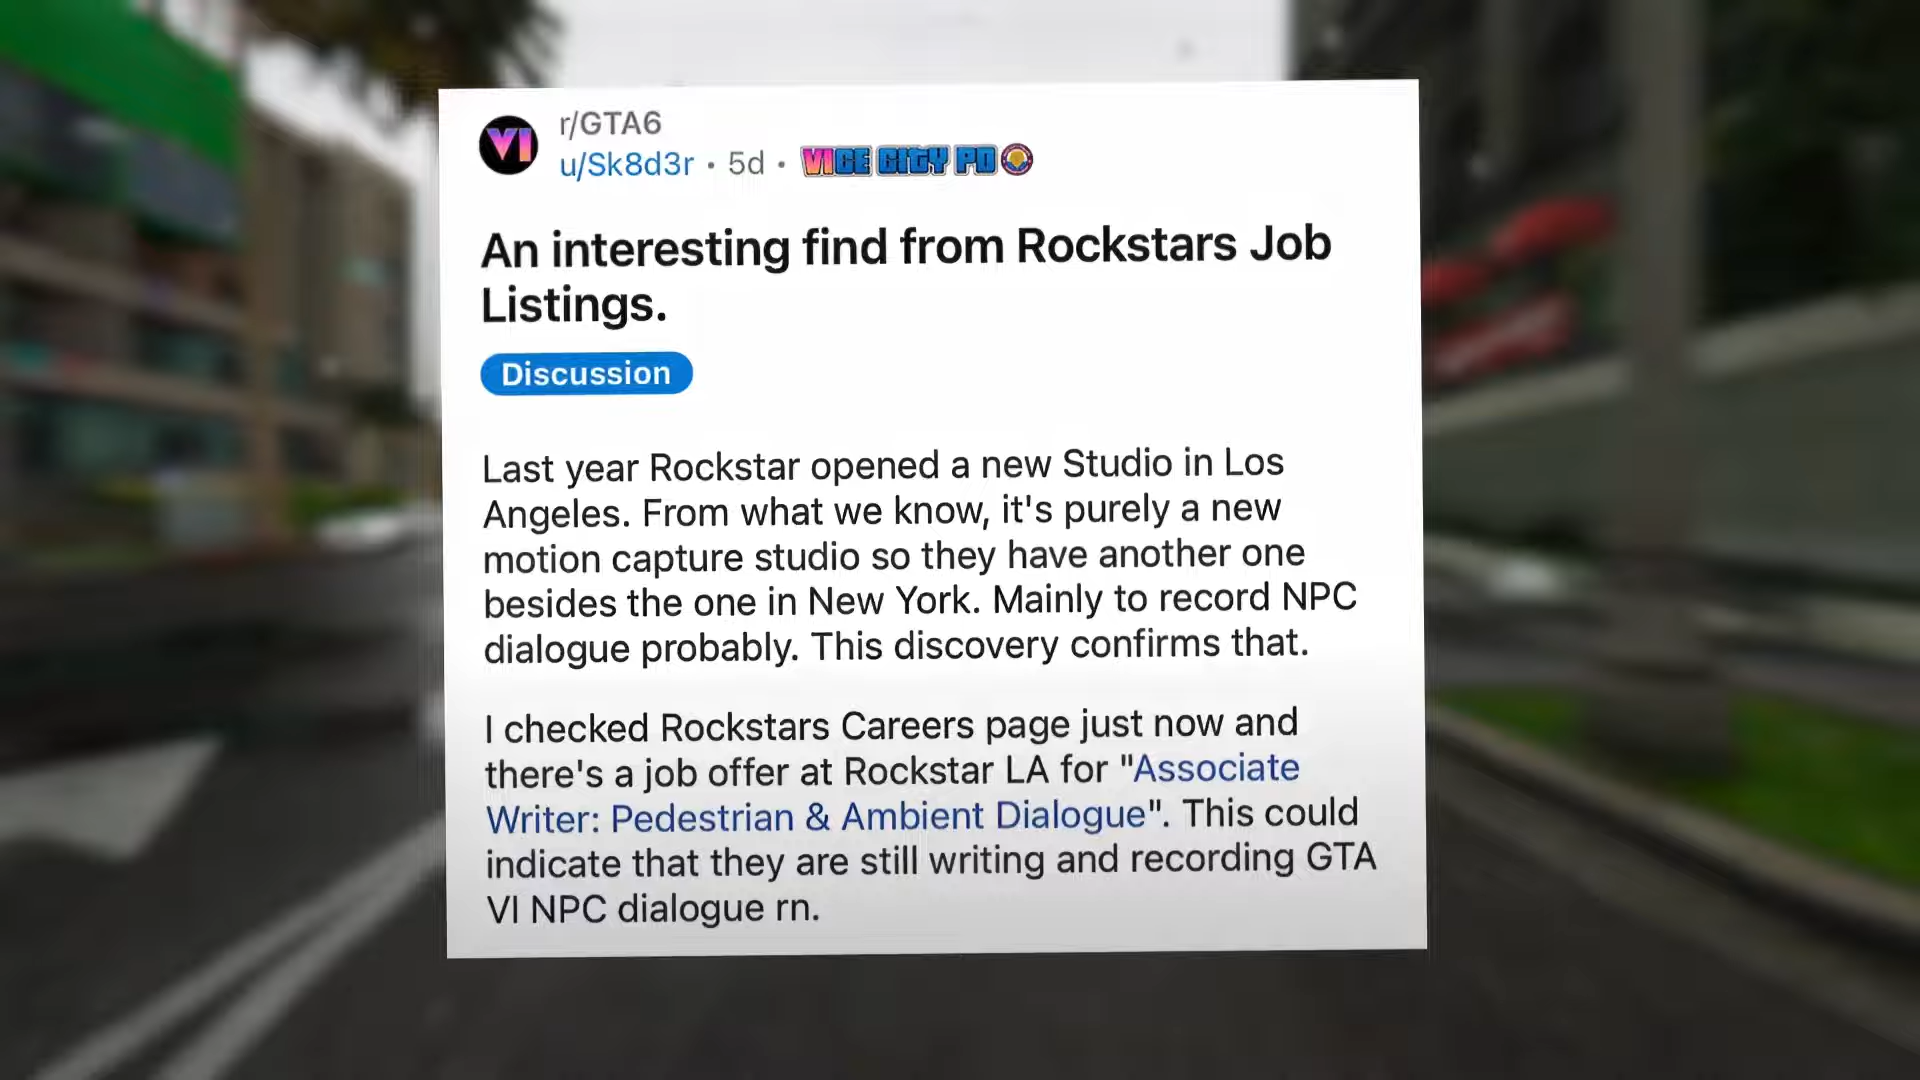 VI
r/GTA6
u/Sk8d3r • 5d • VICE CITY PD
An interesting find from Rockstars Job
Listings.
Discussion
Last year Rockstar opened a new Studio in Los
Angeles. From what we know, it's purely a new
motion capture studio so they have another one
besides the one in New York. Mainly to record NPC
dialogue probably. This discovery confirms that.
I checked Rockstars Careers page just now and
there's a job offer at Rockstar LA for "Associate
Writer: Pedestrian & Ambient Dialogue". This could
indicate that they are still writing and recording GTA
VI NPC dialogue rn.